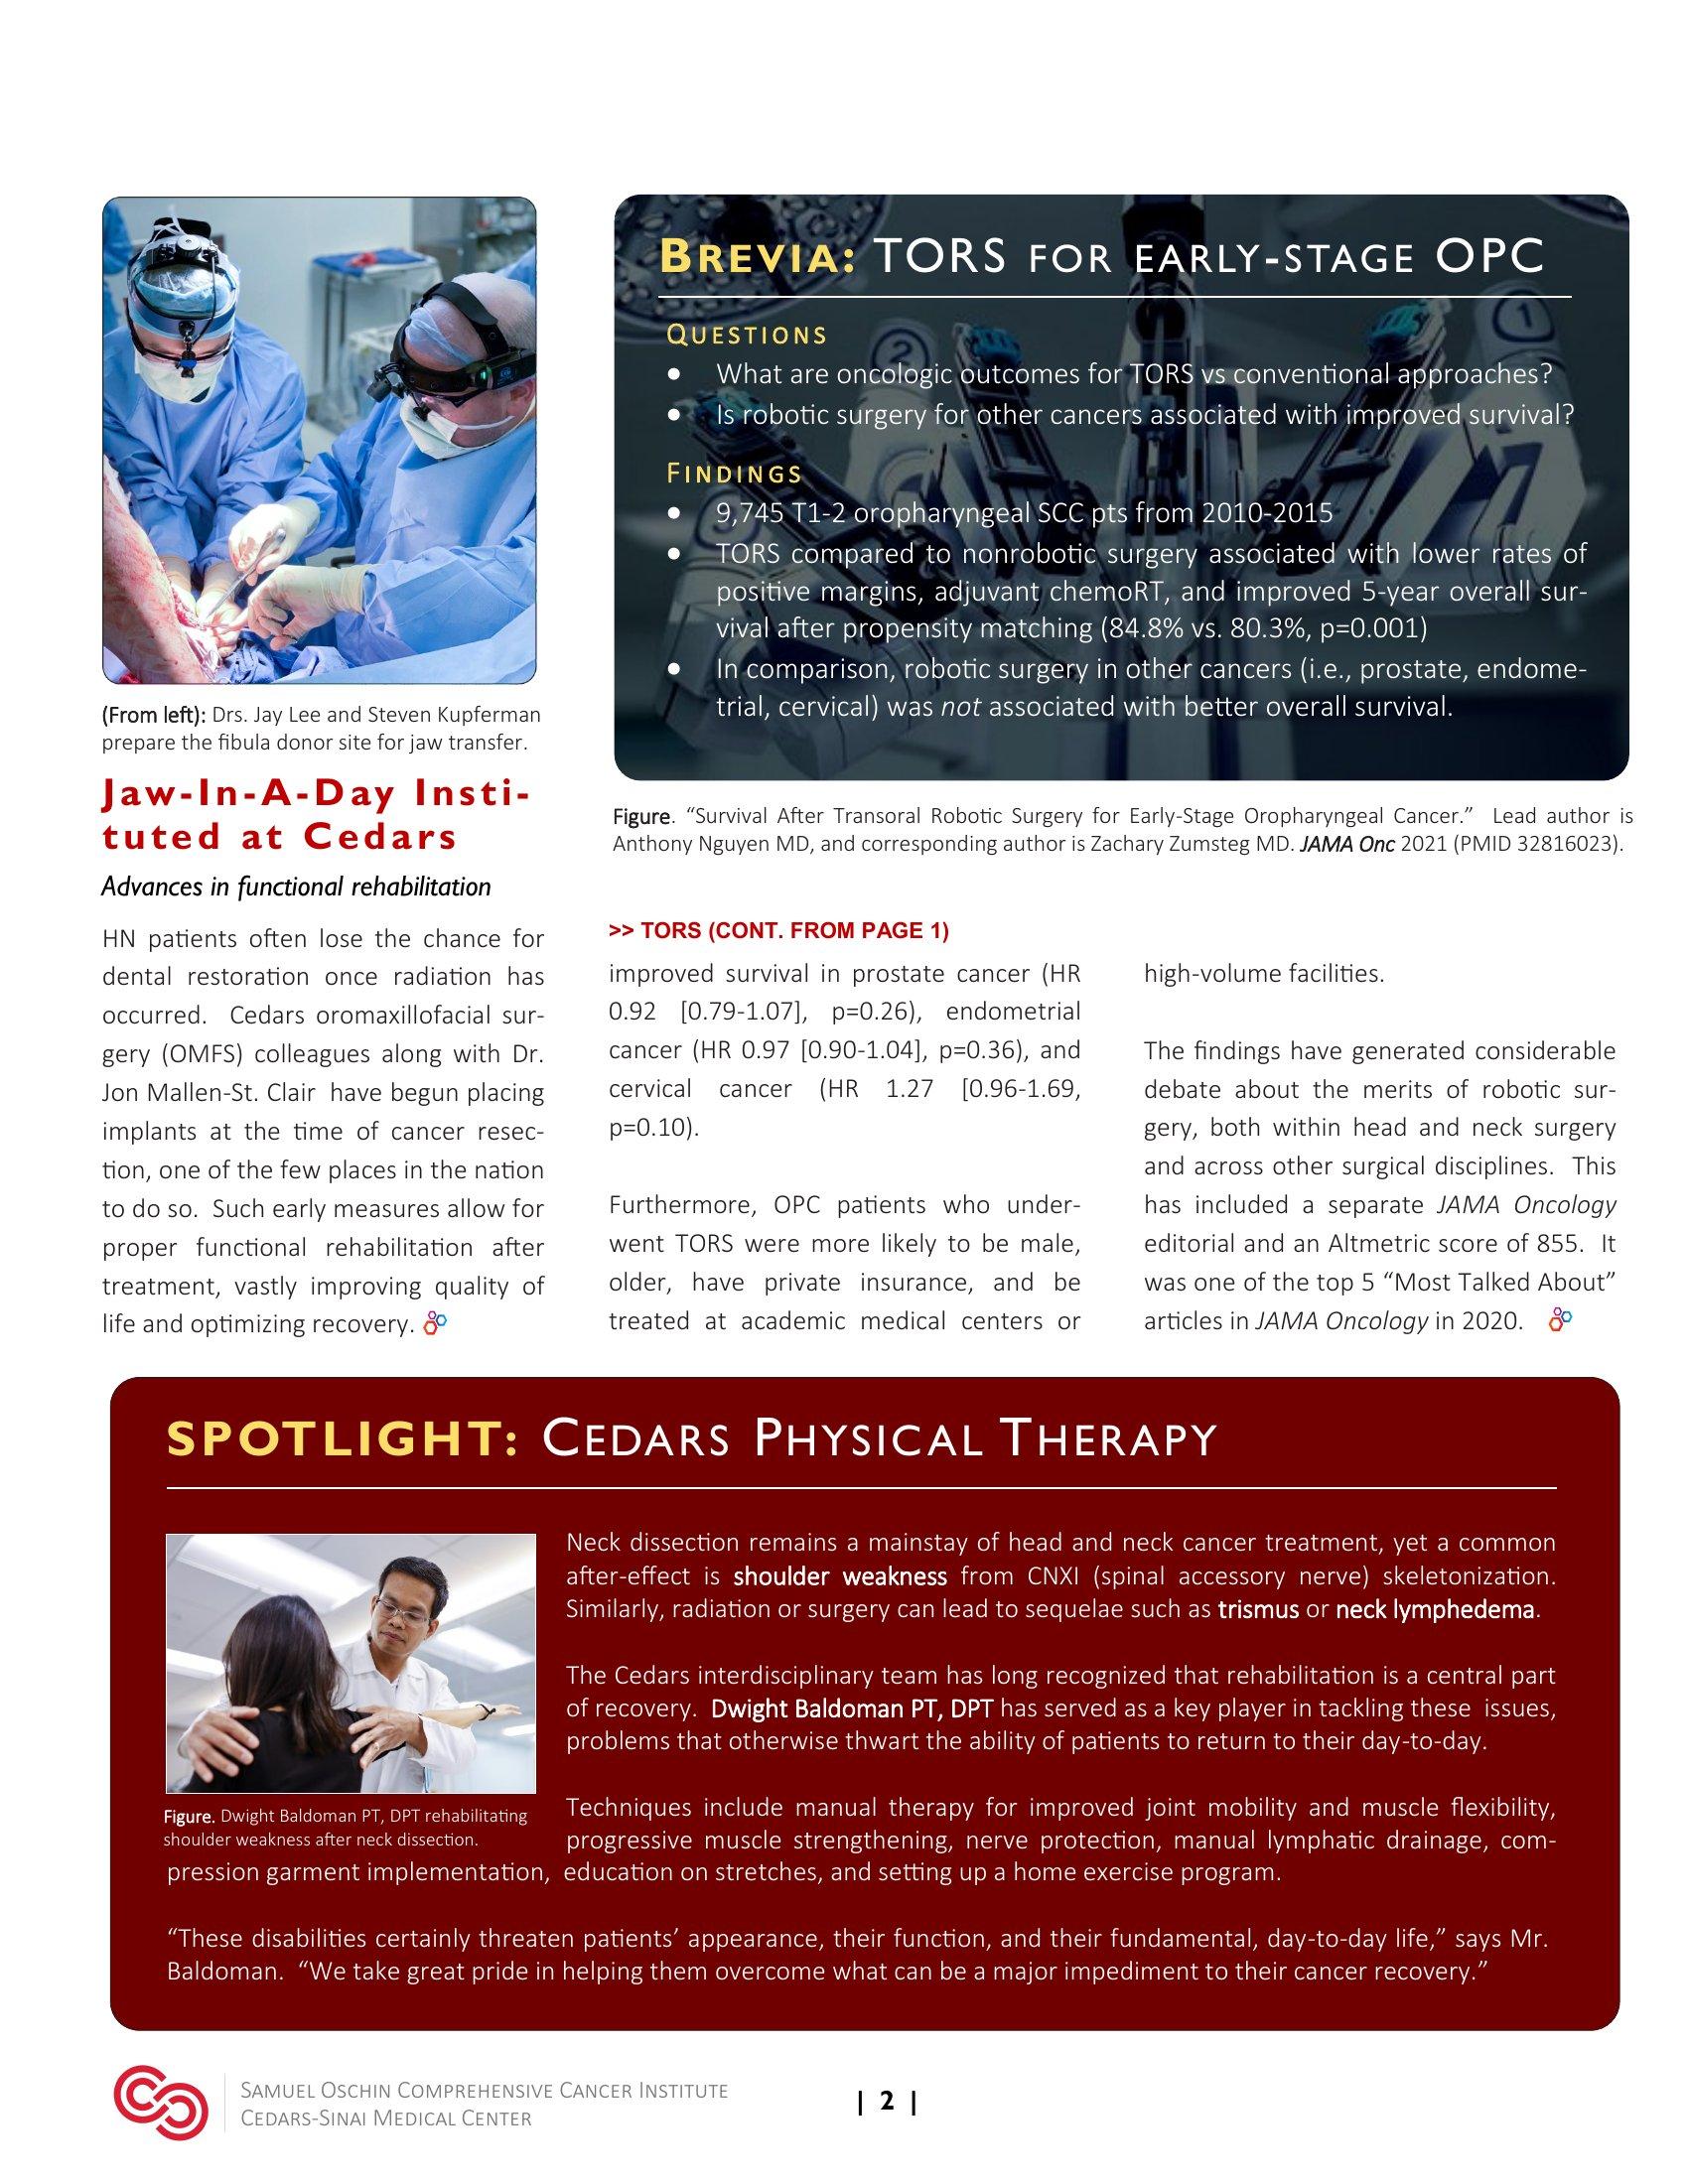 (From left): Drs. Jay Lee and Steven Kupferman
prepare the fibula donor site for jaw transfer.
Jaw-In-A-Day Insti-
tuted at Cedars
Advances in functional rehabilitation
HN patients often lose the chance for
dental restoration once radiation has
occurred. Cedars oromaxillofacial sur-
gery (OMFS) colleagues along with Dr.
Jon Mallen-St. Clair have begun placing
implants at the time of cancer resec-
tion, one of the few places in the nation
to do so. Such early measures allow for
proper functional rehabilitation after
treatment, vastly improving quality of
life and optimizing recovery.
BREVIA: TORS FOR EARLY-STAGE OPC
QUESTIONS
• What are oncologic outcomes for TORS vs conventional approaches?
• Is robotic surgery for other cancers associated with improved survival?
FINDINGS
• 9,745 T1-2 oropharyngeal SCC pts from 2010-2015
• TORS compared to nonrobotic surgery associated with lower rates of
positive margins, adjuvant chemoRT, and improved 5-year overall sur-
vival after propensity matching (84.8% vs. 80.3%, p=0.001)
• In comparison, robotic surgery in other cancers (i.e., prostate, endome-
trial, cervical) was not associated with better overall survival.
2
1
Figure. “Survival After Transoral Robotic Surgery for Early-Stage Oropharyngeal Cancer.” Lead author is
Anthony Nguyen MD, and corresponding author is Zachary Zumsteg MD. JAMA Onc 2021 (PMID 32816023).
>> TORS (CONT. FROM PAGE 1)
improved survival in prostate cancer (HR
0.92 [0.79-1.07], p=0.26), endometrial
cancer (HR 0.97 [0.90-1.04], p=0.36), and
cervical cancer (HR 1.27 [0.96-1.69,
p=0.10).
Furthermore, OPC patients who under-
went TORS were more likely to be male,
older, have private insurance, and be
treated at academic medical centers or
high-volume facilities.
The findings have generated considerable
debate about the merits of robotic sur-
gery, both within head and neck surgery
and across other surgical disciplines. This
has included a separate JAMA Oncology
editorial and an Altmetric score of 855. It
was one of the top 5 “Most Talked About”
articles in JAMA Oncology in 2020.
SPOTLIGHT: CEDARS PHYSICAL THERAPY
Neck dissection remains a mainstay of head and neck cancer treatment, yet a common
after-effect is shoulder weakness from CNXI (spinal accessory nerve) skeletonization.
Similarly, radiation or surgery can lead to sequelae such as trismus or neck lymphedema.
The Cedars interdisciplinary team has long recognized that rehabilitation is a central part
of recovery. Dwight Baldoman PT, DPT has served as a key player in tackling these issues,
problems that otherwise thwart the ability of patients to return to their day-to-day.
Figure. Dwight Baldoman PT, DPT rehabilitating
shoulder weakness after neck dissection.
Techniques include manual therapy for improved joint mobility and muscle flexibility,
progressive muscle strengthening, nerve protection, manual lymphatic drainage, com-
pression garment implementation, education on stretches, and setting up a home exercise program.
“These disabilities certainly threaten patients’ appearance, their function, and their fundamental, day-to-day life,” says Mr.
Baldoman. “We take great pride in helping them overcome what can be a major impediment to their cancer recovery.”
SAMUEL OSCHIN COMPREHENSIVE CANCER INSTITUTE
CEDARS-SINAI MEDICAL CENTER
| 2 |